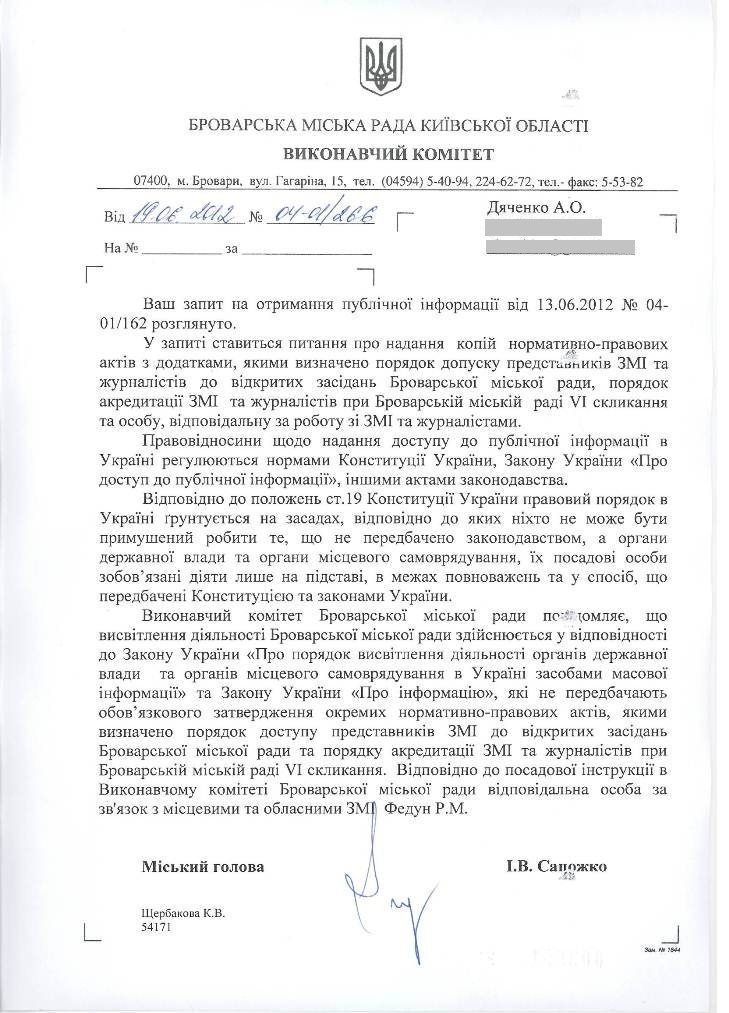 БРОВАРСЬКА МІСЬКА РАДА КИЇВСЬКОЇ ОБЛАСТІ
ВИКОНАВЧИЙ КОМІТЕТ
07400, м. Бровари, вул. Гагаріна, 15, тел. (04594) 5-40-94, 224-62-72, тел.- факс: 5-53-82
Від 19.06.2012 № 04-01/266
Дяченко А.О.
На № ____________ за ____________________
Ваш запит на отримання публічної інформації від 13.06.2012 № 04-
01/162 розглянуто.
У запиті ставиться питання про надання копій нормативно-правових
актів з додатками, якими визначено порядок допуску представників ЗМІ та
журналістів до відкритих засідань Броварської міської ради, порядок
акредитації ЗМІ та журналістів при Броварській міській раді VI скликання
та особу, відповідальну за роботу зі ЗМІ та журналістами.
Правовідносини щодо надання доступу до публічної інформації в
Україні регулюються нормами Конституції України, Закону України «Про
доступ до публічної інформації», іншими актами законодавства.
Відповідно до положень ст.19 Конституції України правовий порядок в
Україні ґрунтується на засадах, відповідно до яких ніхто не може бути
примушений робити те, що не передбачено законодавством, а органи
державної влади та органи місцевого самоврядування, їх посадові особи
зобов’язані діяти лише на підставі, в межах повноважень та у спосіб, що
передбачені Конституцією та законами України.
Виконавчий комітет Броварської міської ради повідомляє, що
висвітлення діяльності Броварської міської ради здійснюється у відповідності
до Закону України «Про порядок висвітлення діяльності органів державної
влади та органів місцевого самоврядування в Україні засобами масової
інформації» та Закону України «Про інформацію», які не передбачають
обов’язкового затвердження окремих нормативно-правових актів, якими
визначено порядок доступу представників ЗМІ до відкритих засідань
Броварської міської ради та порядку акредитації ЗМІ та журналістів при
Броварській міській раді VI скликання. Відповідно до посадової інструкції в
Виконавчому комітеті Броварської міської ради відповідальна особа за
зв'язок з місцевими та обласними ЗМІ Федун Р.М.
Міський голова
І.В. Сапожко
Щербакова К.В.
54171
Зам. № 1844